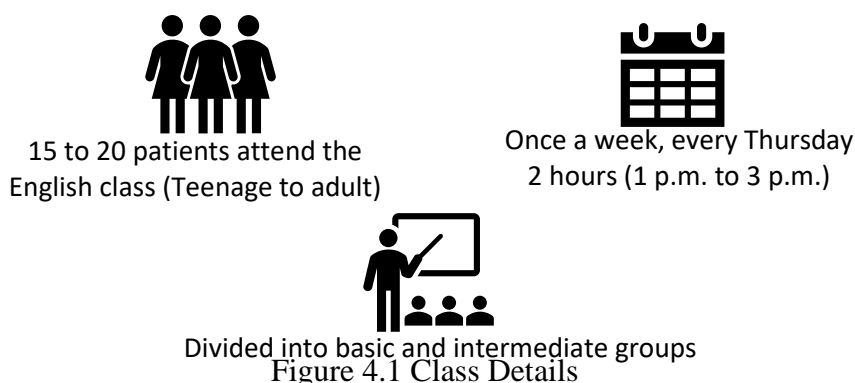 15 to 20 patients attend the
English class (Teenage to adult)
Once a week, every Thursday
2 hours (1 p.m. to 3 p.m.)
Divided into basic and intermediate groups
Figure 4.1 Class Details